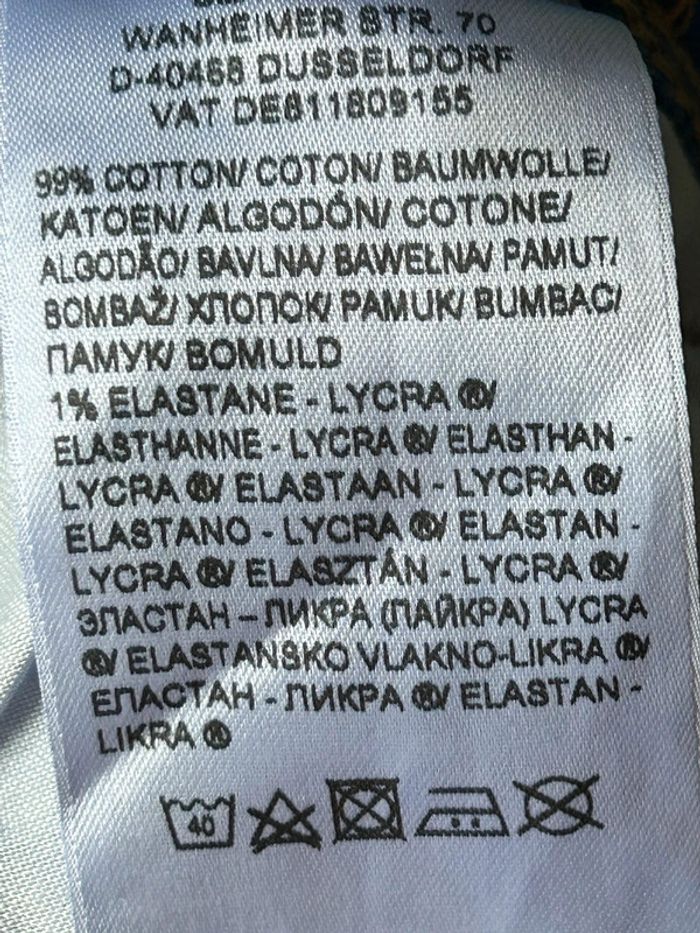 WANHEIMER STR. 70
D-40468 DUSSELDORF
VAT DE811809155
99% COTTON/ COTON/ BAUMWOLLE/
KATOEN/ ALGODÓN/ COTONE/
ALGODÃO/ BAVLNA/ BAWEŁNA/ PAMUT/
BOMBAŽ/ ХЛОПОК/ PAMUK/ BUMBAC/
ПАМУК/ BOMULD
1% ELASTANE - LYCRA ®/
ELASTHANNE - LYCRA ®/ ELASTHAN -
LYCRA ®/ ELASTAAN - LYCRA ®/
ELASTANO - LYCRA ®/ ELASTAN -
LYCRA ®/ ELASZTÁN - LYCRA ®/
ЭЛАСТАН – ЛИКРА (ЛАЙКРА) LYCRA
®/ ELASTANSKO VLAKNO-LIKRA ®/
ЕЛАСТАН - ЛИКРА ®/ ELASTAN -
LIKRA ®
40